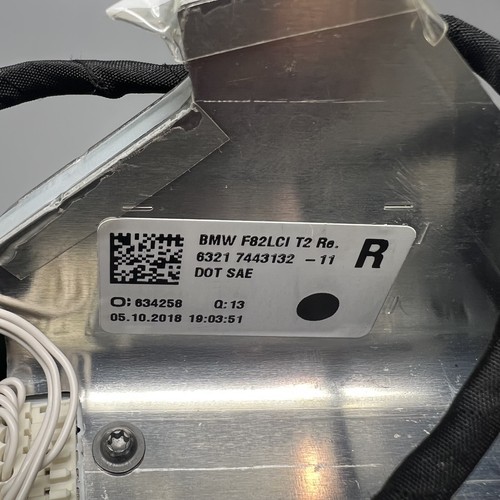 BMW F82LCI T2 Re.
6321 7443132 -11
DOT SAE
R
O: 634258 Q: 13
05.10.2018 19:03:51